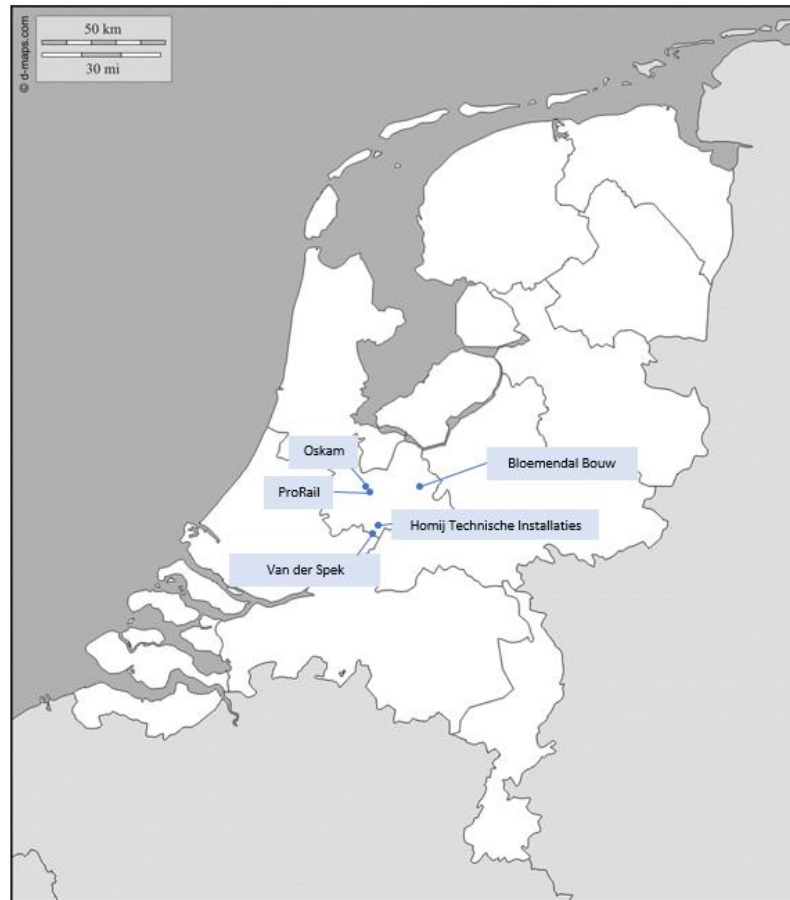 50 km
30 mi
© d-maps.com
Oskam
Bloemendal Bouw
ProRail
Homij Technische Installaties
Van der Spek